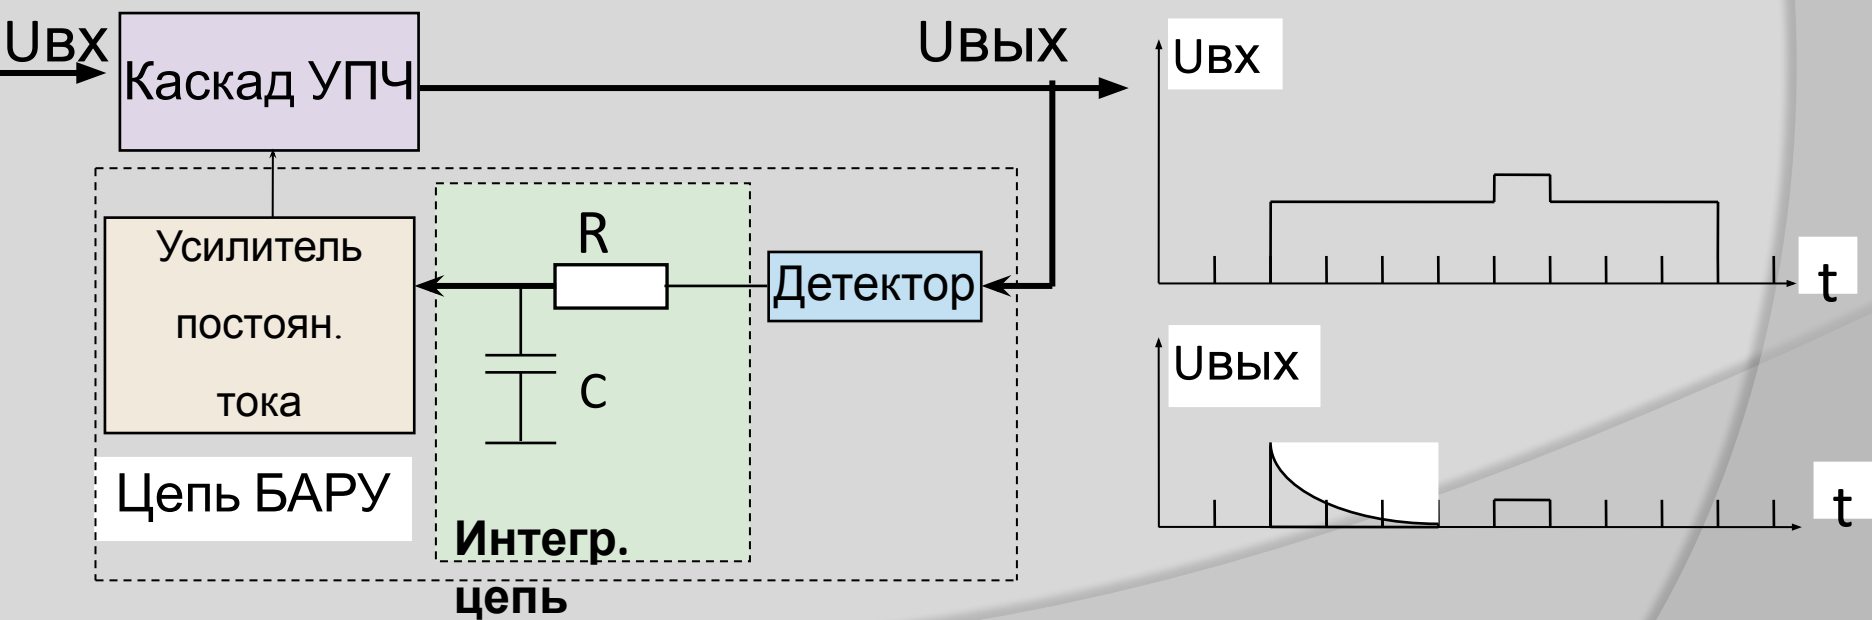 Uвх
Каскад УПЧ
Uвых
Усилитель
постоян.
тока
R
C
Детектор
Цепь БАРУ
Интегр.
цепь
Uвх
t
Uвых
t